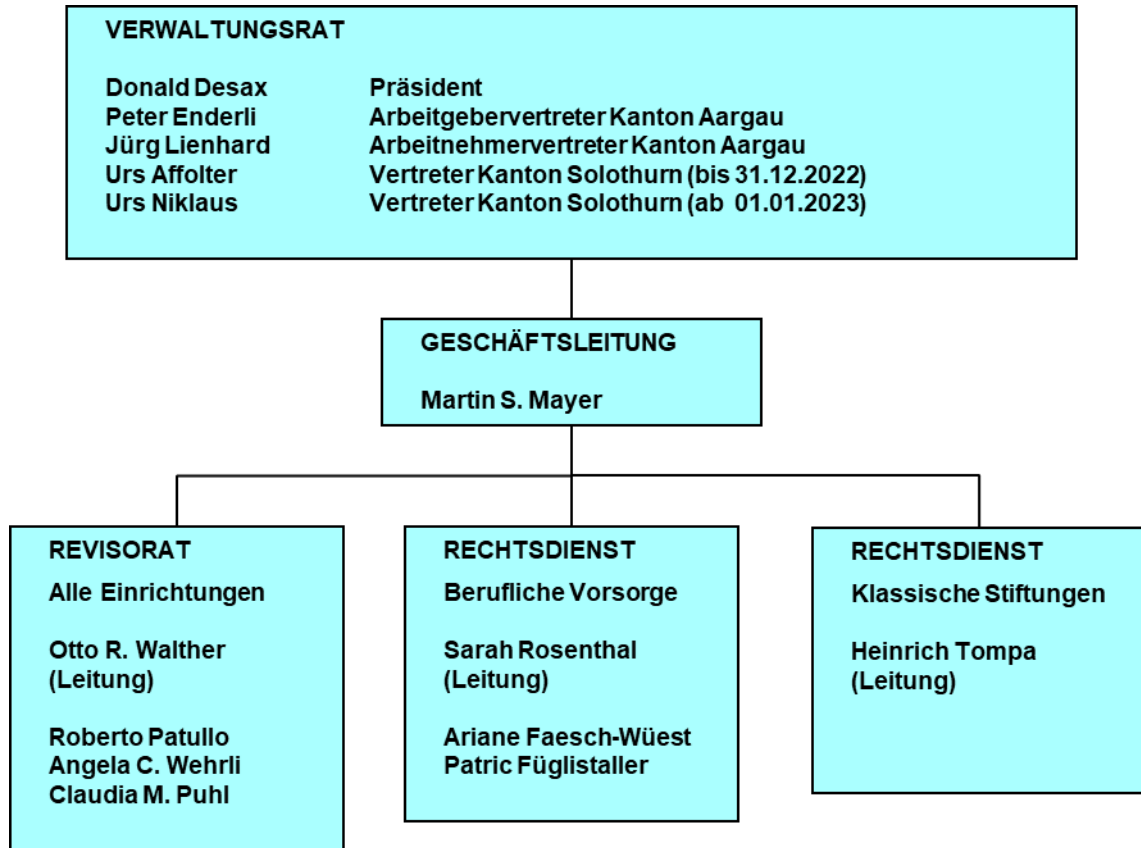 VERWALTUNGSRAT
Donald Desax Präsident
Peter Enderli Arbeitgebervertreter Kanton Aargau
Jürg Lienhard Arbeitnehmervertreter Kanton Aargau
Urs Affolter Vertreter Kanton Solothurn (bis 31.12.2022)
Urs Niklaus Vertreter Kanton Solothurn (ab 01.01.2023)
GESCHÄFTSLEITUNG
Martin S. Mayer
REVISORAT
Alle Einrichtungen
Otto R. Walther
(Leitung)
Roberto Patullo
Angela C. Wehrli
Claudia M. Puhl
RECHTSDIENST
Berufliche Vorsorge
Sarah Rosenthal
(Leitung)
Ariane Faesch-Wüest
Patric Füglistaller
RECHTSDIENST
Klassische Stiftungen
Heinrich Tompa
(Leitung)